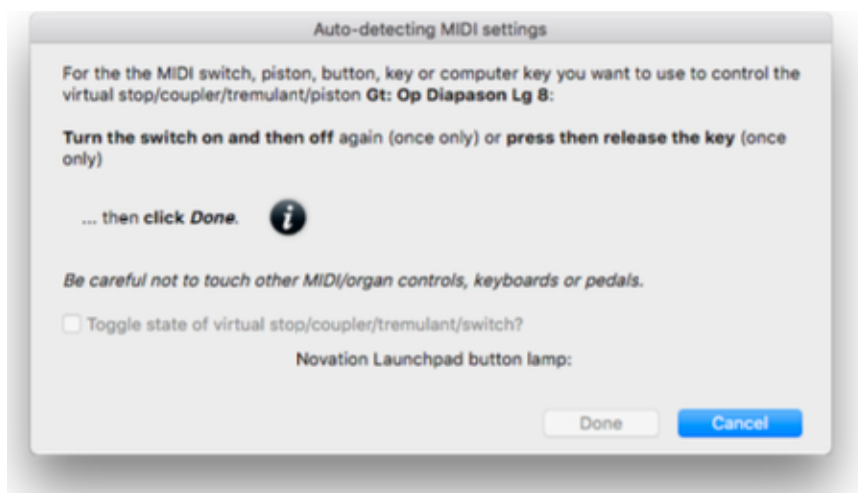 Auto-detecting MIDI settings
For the the MIDI switch, piston, button, key or computer key you want to use to control the
virtual stop/coupler/tremulant/piston Gt: Op Diapason Lg 8:
Turn the switch on and then off again (once only) or press then release the key (once
only)
... then click Done.
Be careful not to touch other MIDI/organ controls, keyboards or pedals.
Toggle state of virtual stop/coupler/tremulant/switch?
Novation Launchpad button lamp:
Done
Cancel